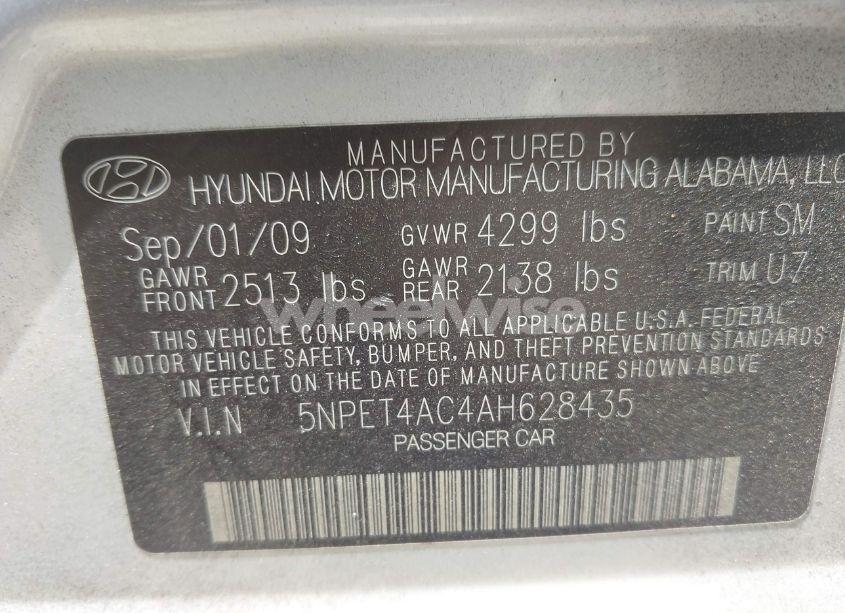 MANUFACTURED BY
HYUNDAI MOTOR MANUFACTURING ALABAMA, LLC
Sep/01/09 GVWR 4299 lbs PAINT SM
GAWR FRONT 2513 lbs GAWR REAR 2138 lbs TRIM U7
wheelwise
THIS VEHICLE CONFORMS TO ALL APPLICABLE U.S.A. FEDERAL
MOTOR VEHICLE SAFETY, BUMPER, AND THEFT PREVENTION STANDARDS
IN EFFECT ON THE DATE OF MANUFACTURE SHOWN ABOVE
V.I.N 5NPET4AC4AH628435
PASSENGER CAR